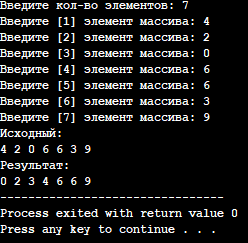 Введите кол-во элементов: 7
Введите [1] элемент массива: 4
Введите [2] элемент массива: 2
Введите [3] элемент массива: 0
Введите [4] элемент массива: 6
Введите [5] элемент массива: 6
Введите [6] элемент массива: 3
Введите [7] элемент массива: 9
Исходный:
4 2 0 6 6 3 9
Результат:
0 2 3 4 6 6 9
--------------------------------
Process exited with return value 0
Press any key to continue . . .